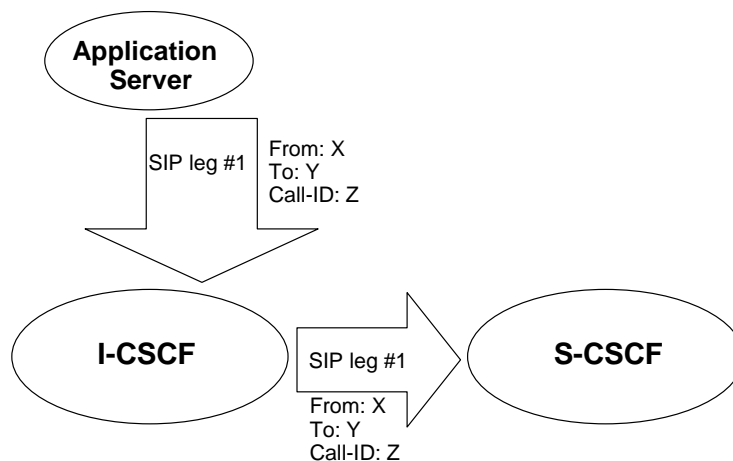 Application
Server
SIP leg #1
From: X
To: Y
Call-ID: Z
I-CSCF
SIP leg #1
S-CSCF
From: X
To: Y
Call-ID: Z